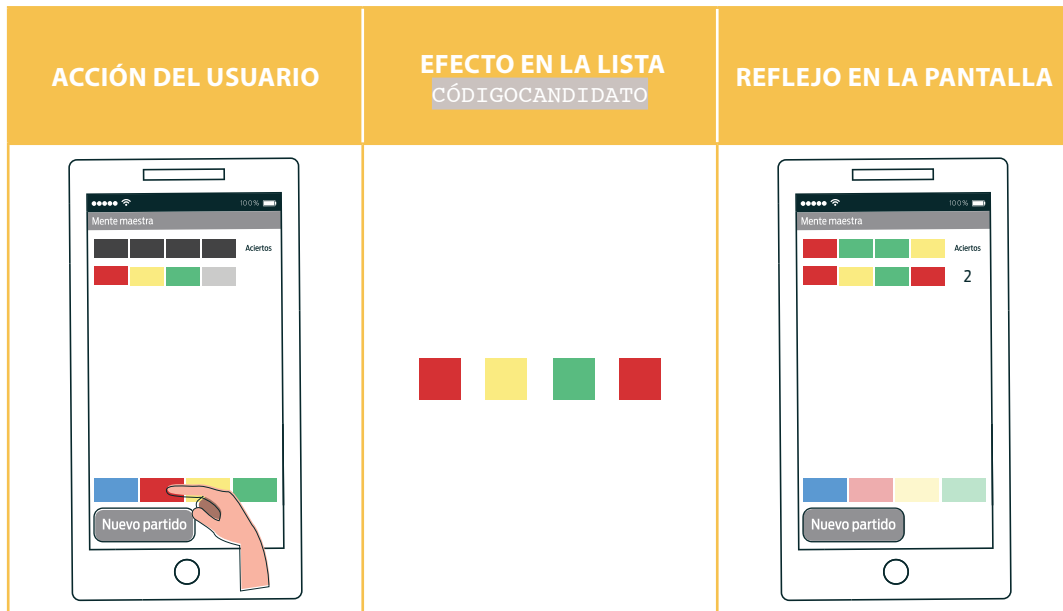 ACCIÓN DEL USUARIO
EFECTO EN LA LISTA
CÓDIGOCANDIDATO
REFLEJO EN LA PANTALLA
100%
Mente maestra
Aciertos
Nuevo partido
100%
Mente maestra
Aciertos
2
Nuevo partido